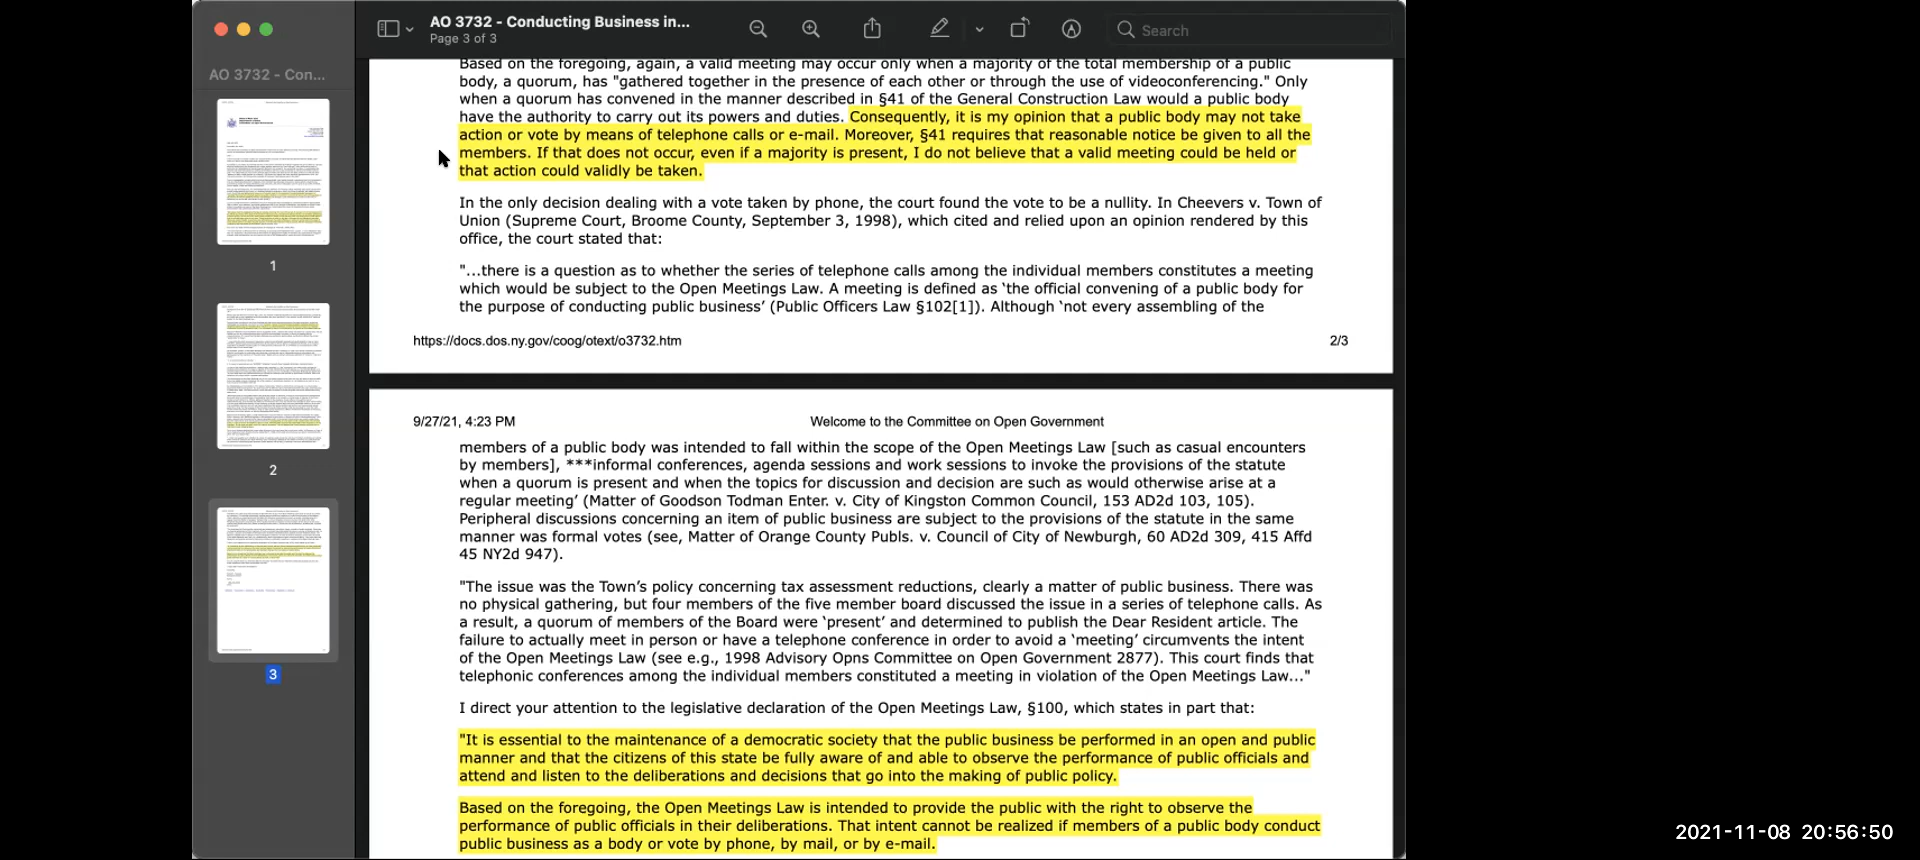 AO 3732 - Conducting Business in...
Page 3 of 3
Search
AO 3732 - Con...
1
2
3
Based on the foregoing, again, a valid meeting may occur only when a majority of the total membership of a public
body, a quorum, has "gathered together in the presence of each other or through the use of videoconferencing." Only
when a quorum has convened in the manner described in §41 of the General Construction Law would a public body
have the authority to carry out its powers and duties. Consequently, it is my opinion that a public body may not take
action or vote by means of telephone calls or e-mail. Moreover, §41 requires that reasonable notice be given to all the
members. If that does not occur, even if a majority is present, I do not believe that a valid meeting could be held or
that action could validly be taken.
In the only decision dealing with a vote taken by phone, the court found the vote to be a nullity. In Cheevers v. Town of
Union (Supreme Court, Broome County, September 3, 1998), which cited and relied upon an opinion rendered by this
office, the court stated that:
"...there is a question as to whether the series of telephone calls among the individual members constitutes a meeting
which would be subject to the Open Meetings Law. A meeting is defined as ‘the official convening of a public body for
the purpose of conducting public business’ (Public Officers Law §102[1]). Although ‘not every assembling of the
https://docs.dos.ny.gov/coog/otext/o3732.htm
2/3
9/27/21, 4:23 PM
Welcome to the Committee on Open Government
members of a public body was intended to fall within the scope of the Open Meetings Law [such as casual encounters
by members], ***informal conferences, agenda sessions and work sessions to invoke the provisions of the statute
when a quorum is present and when the topics for discussion and decision are such as would otherwise arise at a
regular meeting’ (Matter of Goodson Todman Enter. v. City of Kingston Common Council, 153 AD2d 103, 105).
Peripheral discussions concerning an item of public business are subject to the provisions of the statute in the same
manner was formal votes (see, Matter of Orange County Publs. v. Council of City of Newburgh, 60 AD2d 309, 415 Affd
45 NY2d 947).
"The issue was the Town’s policy concerning tax assessment reductions, clearly a matter of public business. There was
no physical gathering, but four members of the five member board discussed the issue in a series of telephone calls. As
a result, a quorum of members of the Board were ‘present’ and determined to publish the Dear Resident article. The
failure to actually meet in person or have a telephone conference in order to avoid a ‘meeting’ circumvents the intent
of the Open Meetings Law (see e.g., 1998 Advisory Opns Committee on Open Government 2877). This court finds that
telephonic conferences among the individual members constituted a meeting in violation of the Open Meetings Law..."
I direct your attention to the legislative declaration of the Open Meetings Law, §100, which states in part that:
"It is essential to the maintenance of a democratic society that the public business be performed in an open and public
manner and that the citizens of this state be fully aware of and able to observe the performance of public officials and
attend and listen to the deliberations and decisions that go into the making of public policy.
Based on the foregoing, the Open Meetings Law is intended to provide the public with the right to observe the
performance of public officials in their deliberations. That intent cannot be realized if members of a public body conduct
public business as a body or vote by phone, by mail, or by e-mail.
2021-11-08 20:56:50